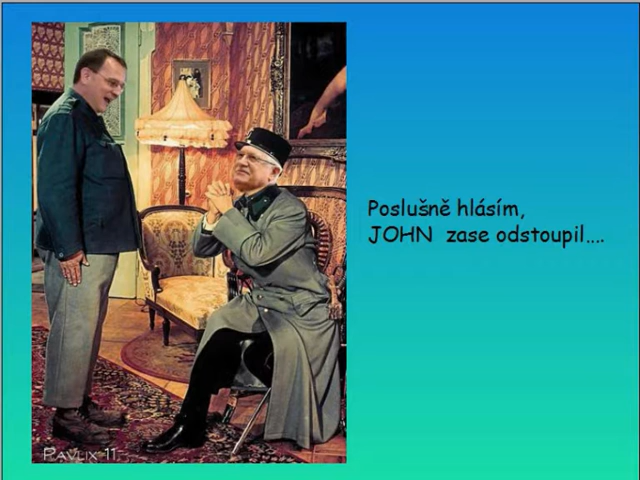 Poslušně hlásím,
JOHN zase odstoupil....
PAVLIX 11